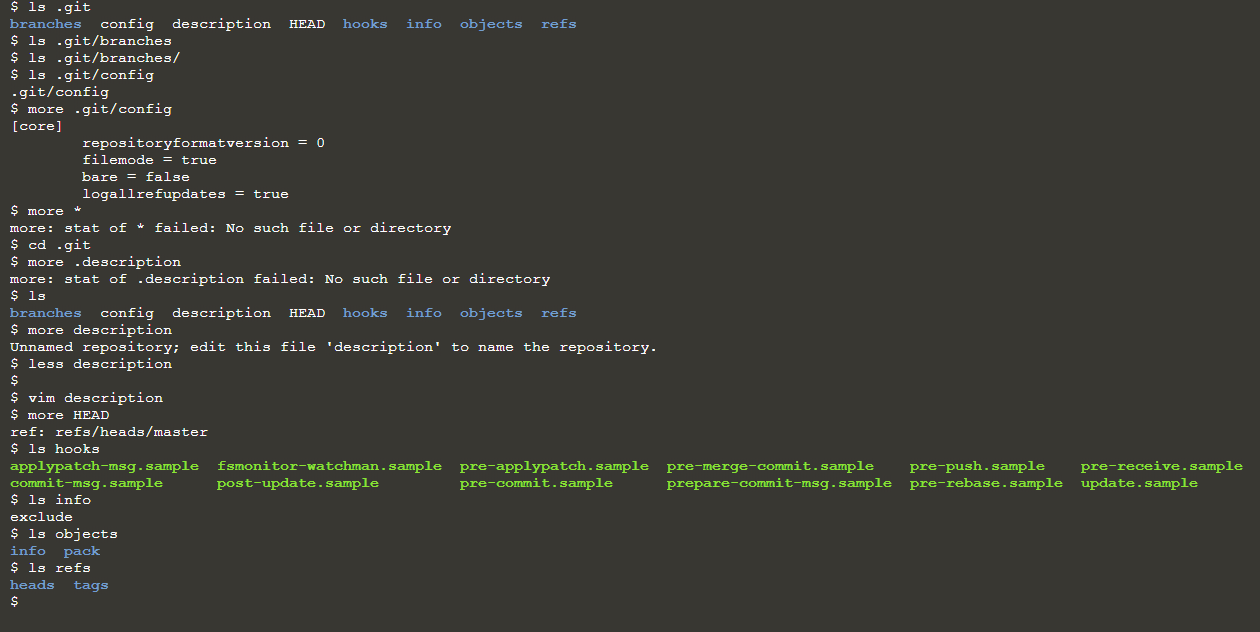 $ ls .git
branches  config  description  HEAD  hooks  info  objects  refs
$ ls .git/branches
$ ls .git/branches/
$ ls .git/config
.git/config
$ more .git/config
[core]
        repositoryformatversion = 0
        filemode = true
        bare = false
        logallrefupdates = true
$ more *
more: stat of * failed: No such file or directory
$ cd .git
$ more .description
more: stat of .description failed: No such file or directory
$ ls
branches  config  description  HEAD  hooks  info  objects  refs
$ more description
Unnamed repository; edit this file 'description' to name the repository.
$ less description
$
$ vim description
$ more HEAD
ref: refs/heads/master
$ ls hooks
applypatch-msg.sample  fsmonitor-watchman.sample  pre-applypatch.sample  pre-merge-commit.sample    pre-push.sample    pre-receive.sample
commit-msg.sample      post-update.sample         pre-commit.sample      prepare-commit-msg.sample  pre-rebase.sample  update.sample
$ ls info
exclude
$ ls objects
info  pack
$ ls refs
heads  tags
$